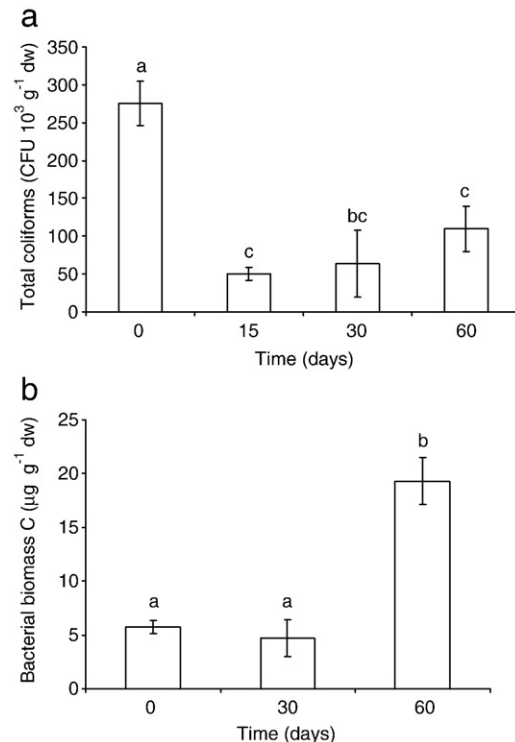 a
Total coliforms (CFU 10³ g⁻¹ dw)
350
300
250
200
150
100
50
0
a
c
bc
c
0 15 30 60
Time (days)
b
Bacterial biomass C (µg g⁻¹ dw)
25
20
15
10
5
0
a
a
b
0 30 60
Time (days)